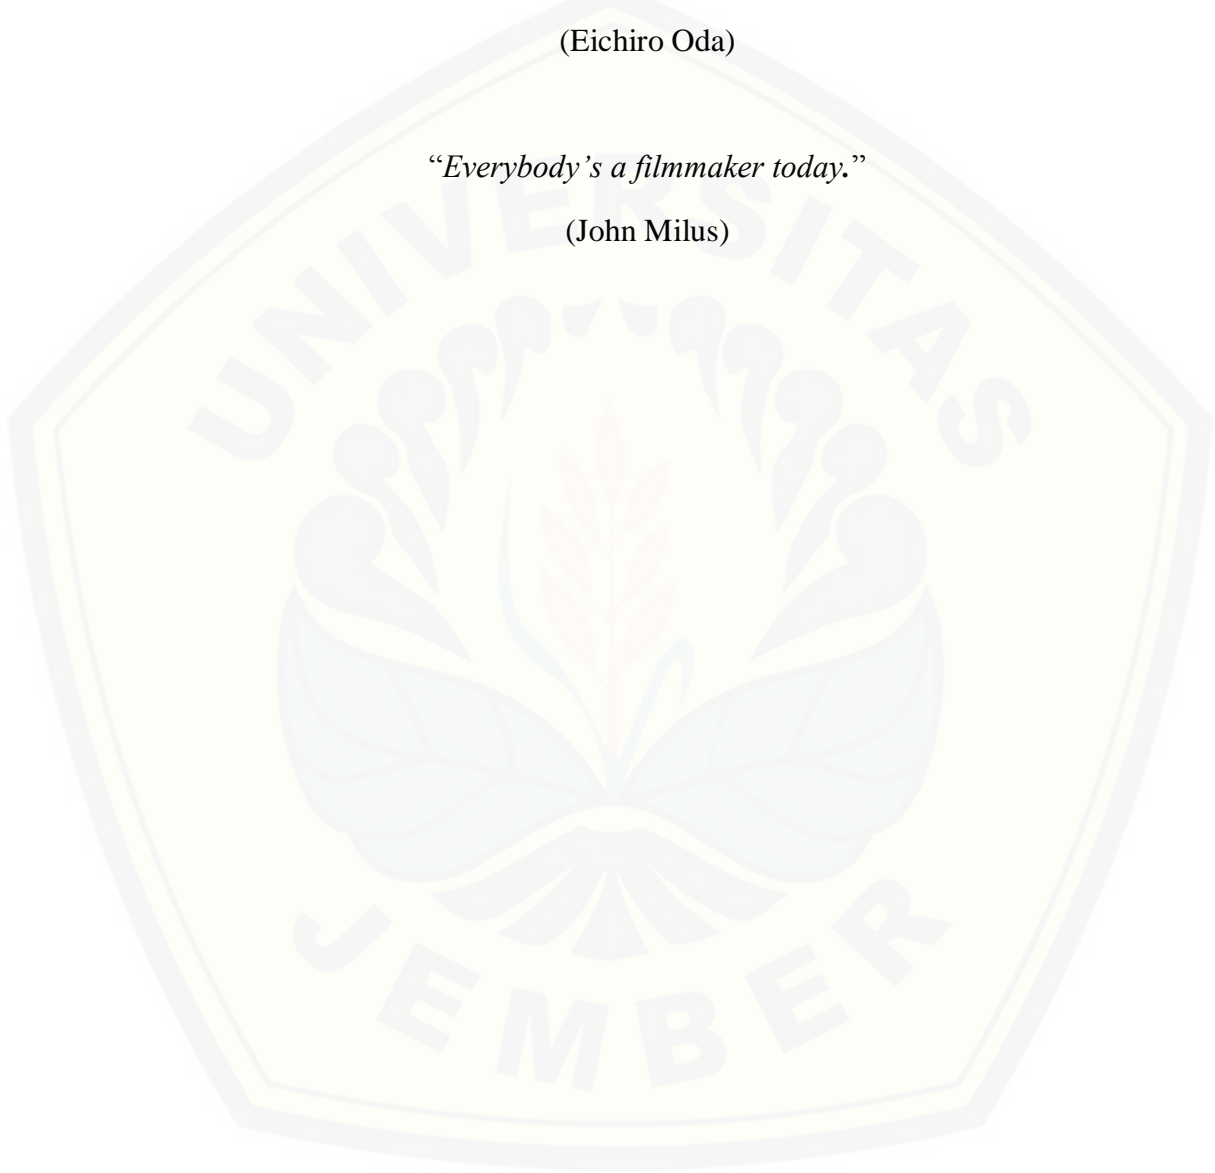 (Eichiro Oda)
“Everybody’s a filmmaker today.”
(John Milus)
UNIVERSITAS
JEMBER